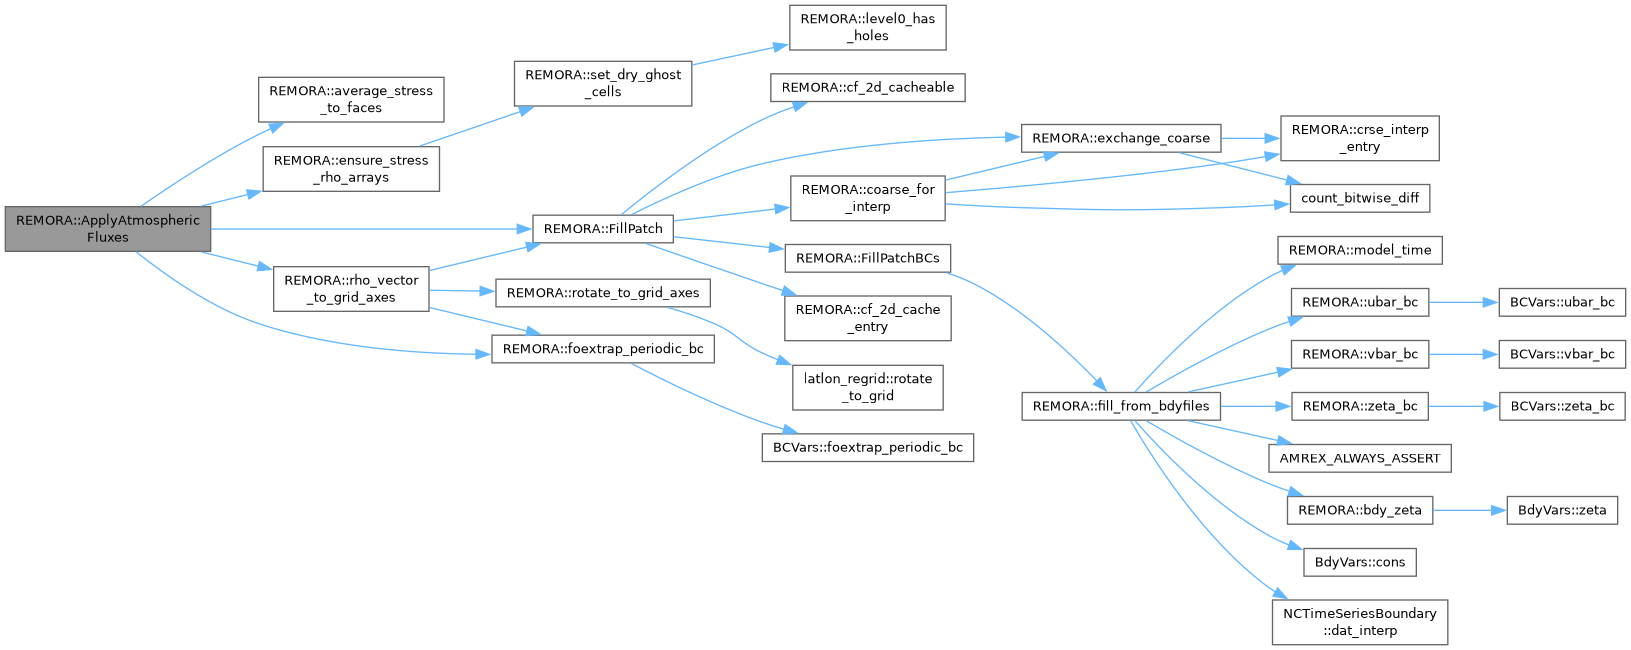 REMORA::ApplyAtmospheric
Fluxes
REMORA::average_stress
_to_faces
REMORA::ensure_stress
_rho_arrays
REMORA::rho_vector
_to_grid_axes
REMORA::set_dry_ghost
_cells
REMORA::FillPatch
REMORA::rotate_to_grid_axes
REMORA::foextrap_periodic_bc
REMORA::level0_has
_holes
REMORA::cf_2d_cacheable
REMORA::coarse_for
_interp
REMORA::FillPatchBCs
REMORA::cf_2d_cache
_entry
latlon_regrid::rotate
_to_grid
BCVars::foextrap_periodic_bc
REMORA::exchange_coarse
REMORA::fill_from_bdyfiles
REMORA::crse_interp
_entry
count_bitwise_diff
REMORA::model_time
REMORA::ubar_bc
REMORA::vbar_bc
REMORA::zeta_bc
AMREX_ALWAYS_ASSERT
REMORA::bdy_zeta
BdyVars::cons
NCTimeSeriesBoundary
::dat_interp
BCVars::ubar_bc
BCVars::vbar_bc
BCVars::zeta_bc
BdyVars::zeta